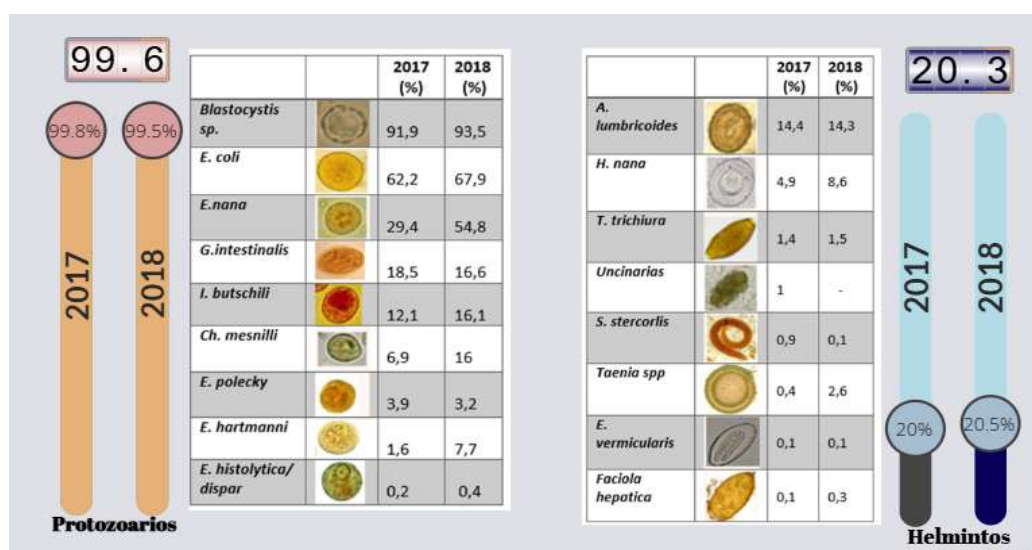 99.6
99.8% 99.5%
2017 2018
Protozoarios
2017 (%) 2018 (%)
Blastocystis sp. 91,9 93,5
E. coli 62,2 67,9
E.nana 29,4 54,8
G.intestinalis 18,5 16,6
I. butschili 12,1 16,1
Ch. mesnilli 6,9 16
E. polecky 3,9 3,2
E. hartmanni 1,6 7,7
E. histolytica/ dispar 0,2 0,4
2017 (%) 2018 (%)
A. lumbricoides 14,4 14,3
H. nana 4,9 8,6
T. trichiura 1,4 1,5
Uncinarias 1 -
S. stercorlis 0,9 0,1
Taenia spp 0,4 2,6
E. vermicularis 0,1 0,1
Faciola hepatica 0,1 0,3
20.3
2017 2018
20% 20.5%
Helmintos